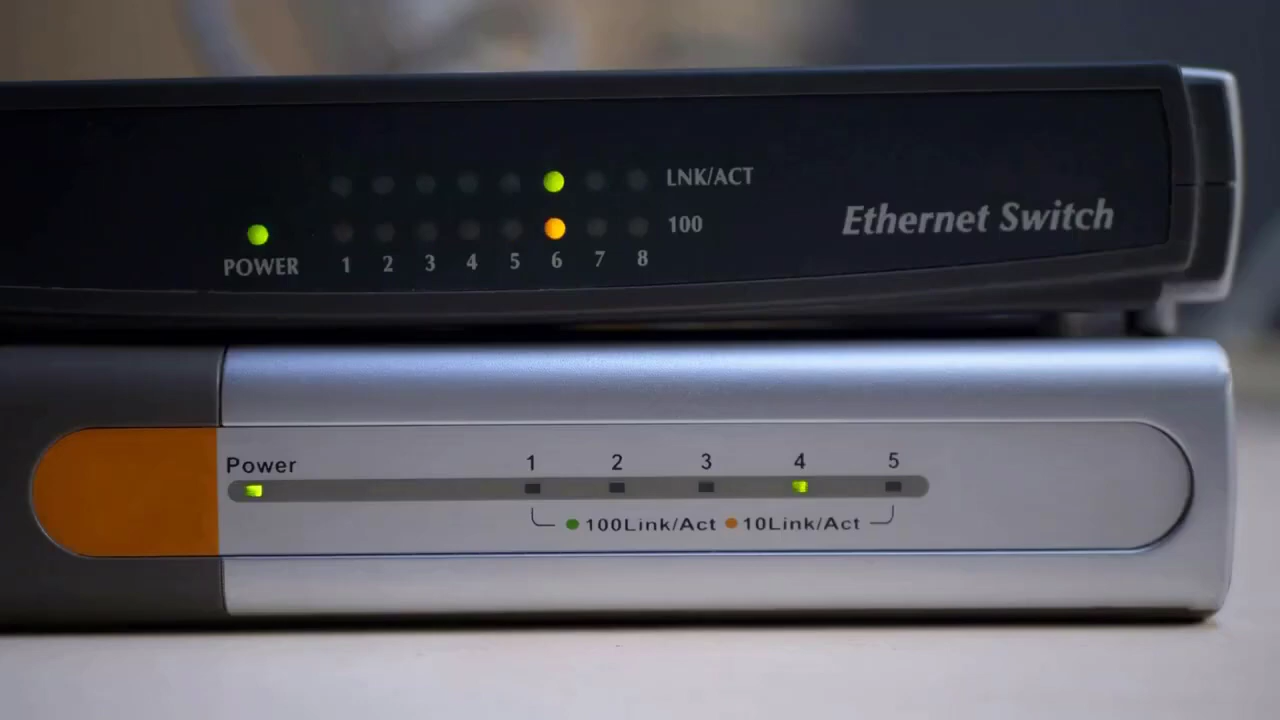 LNK/ACT
100
Ethernet Switch
POWER 1 2 3 4 5 6 7 8
Power 1 2 3 4 5
100Link/Act 10Link/Act